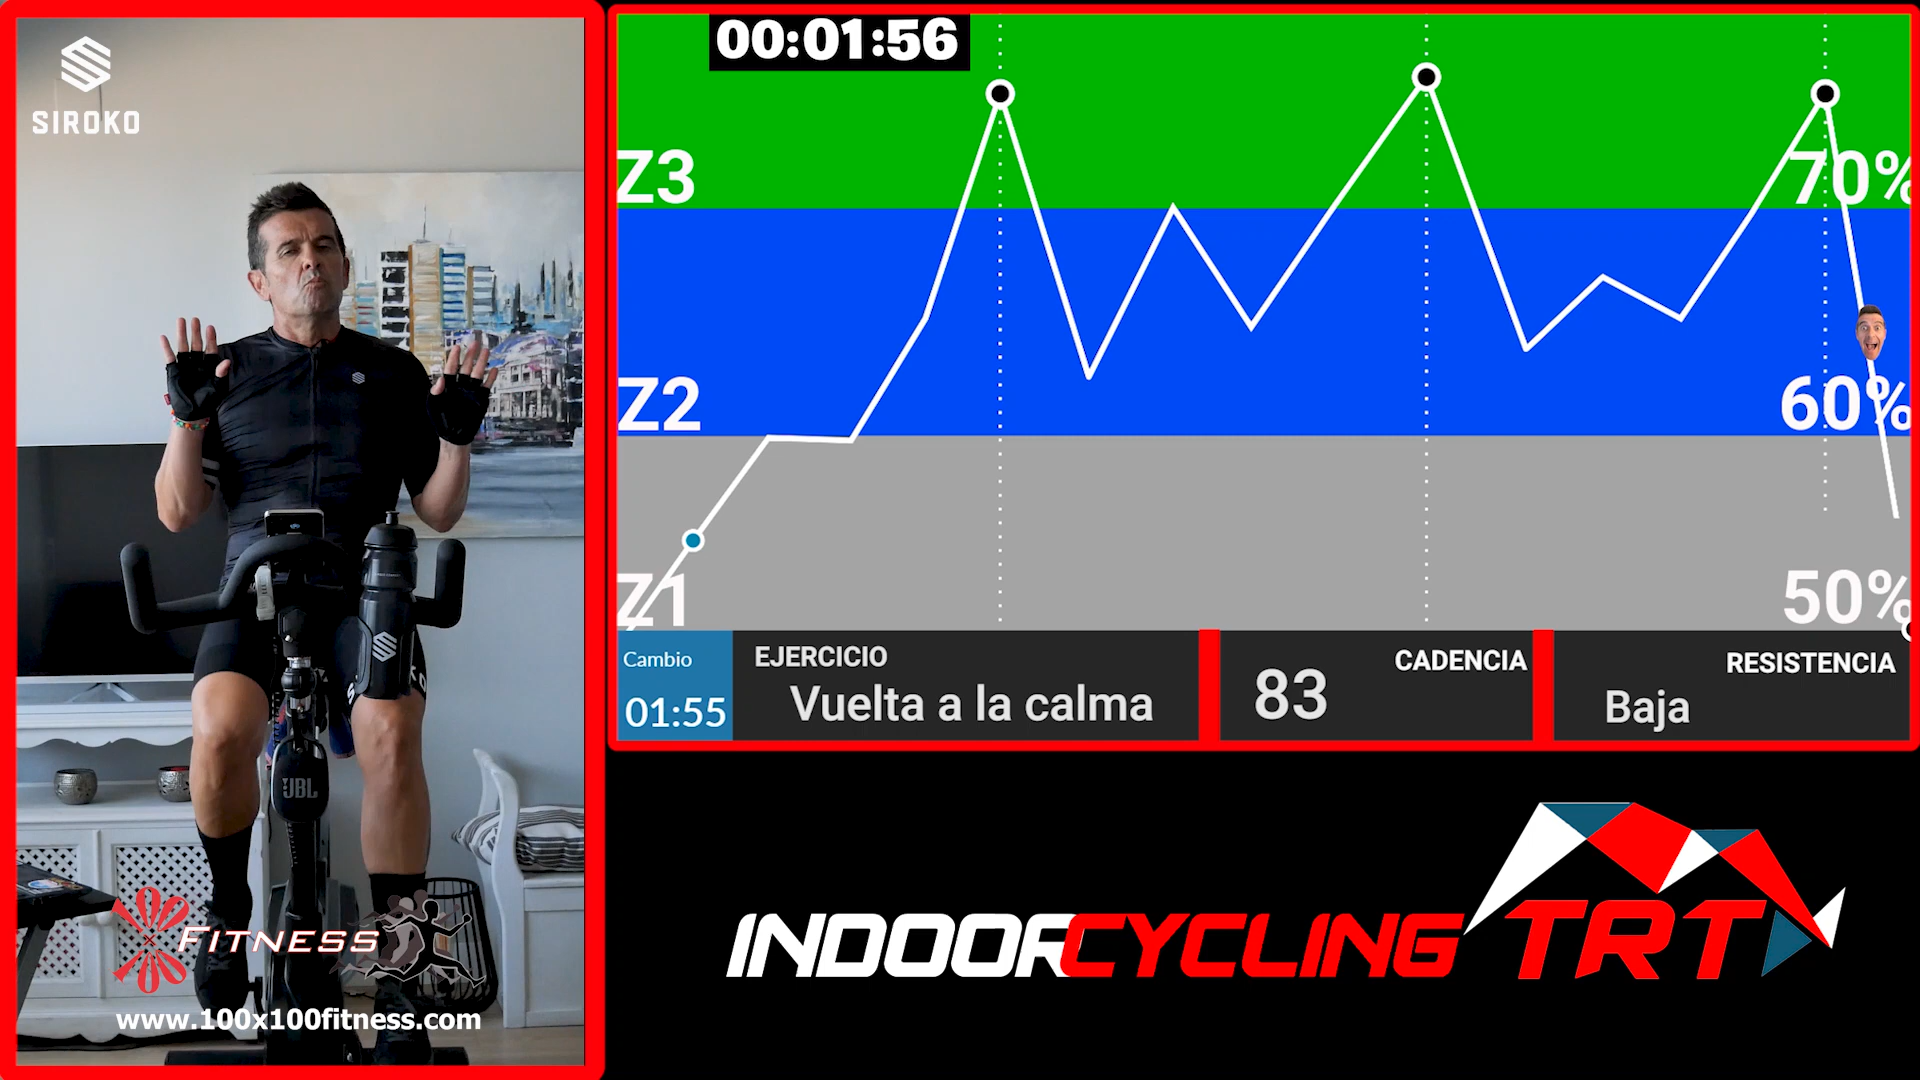 SIROKO
00:01:56
Z3
70%
Z2
60%
Z1
50%
Cambio
01:55
EJERCICIO
Vuelta a la calma
CADENCIA
83
RESISTENCIA
Baja
JBL
FITNESS
www.100x100fitness.com
INDOORCYCLING TRT